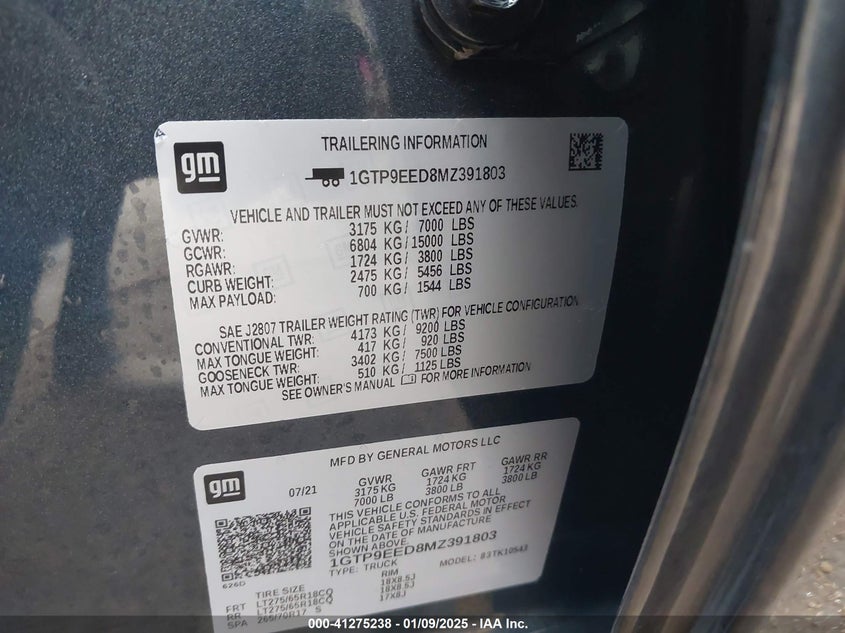 TRAILERING INFORMATION
gm
1GTP9EED8MZ391803
VEHICLE AND TRAILER MUST NOT EXCEED ANY OF THESE VALUES.
GVWR: 3175 KG / 7000 LBS
GCWR: 6804 KG / 15000 LBS
RGAWR: 1724 KG / 3800 LBS
CURB WEIGHT: 2475 KG / 5456 LBS
MAX PAYLOAD: 700 KG / 1544 LBS
SAE J2807 TRAILER WEIGHT RATING (TWR) FOR VEHICLE CONFIGURATION
CONVENTIONAL TWR: 4173 KG / 9200 LBS
MAX TONGUE WEIGHT: 417 KG / 920 LBS
GOOSENECK TWR: 3402 KG / 7500 LBS
MAX TONGUE WEIGHT: 510 KG / 1125 LBS
SEE OWNER'S MANUAL FOR MORE INFORMATION
MFD BY GENERAL MOTORS LLC
gm
07/21
GVWR GAWR FRT GAWR RR
3175 KG 1724 KG 1724 KG
7000 LB 3800 LB 3800 LB
THIS VEHICLE CONFORMS TO ALL
APPLICABLE U.S. FEDERAL MOTOR
VEHICLE SAFETY STANDARDS IN EFFECT
ON THE DATE OF MANUFACTURE
SHOWN ABOVE.
1GTP9EED8MZ391803
TYPE: TRUCK MODEL: 83TK10543
626D
TIRE SIZE RIM
FRT LT275/65R18CQ 18X8.5J
RR LT275/65R18CQ 18X8.5J
SPA 265/70R17 S 17X8J
000-41275238 - 01/09/2025 - IAA Inc.